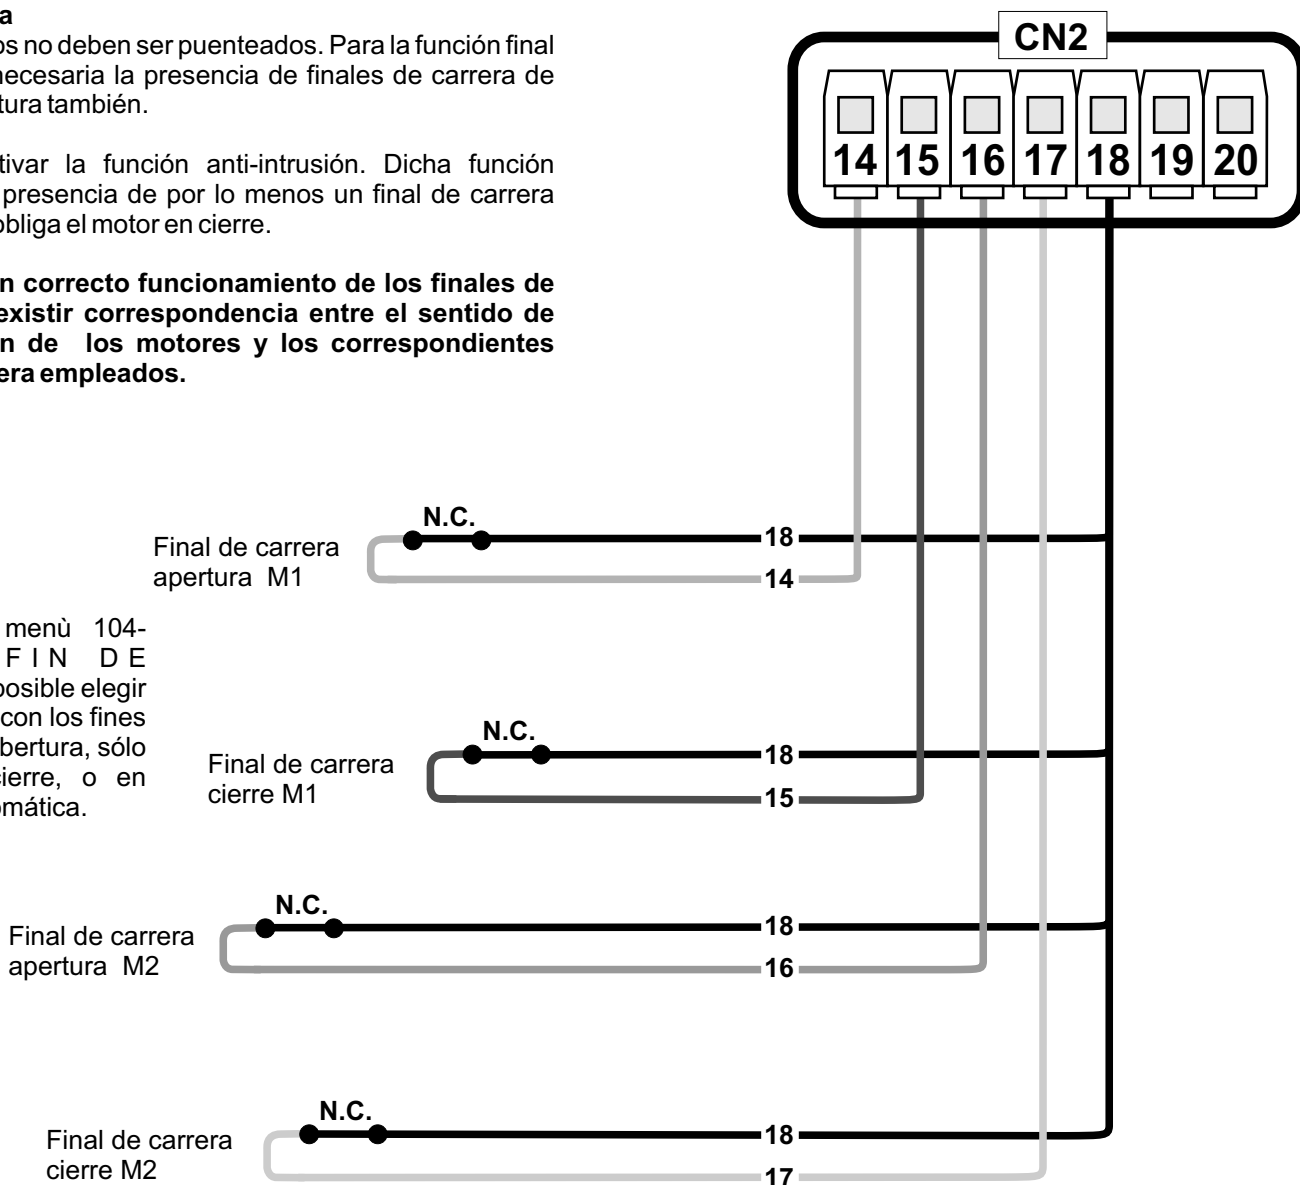 a
os no deben ser puenteados. Para la función final
necesaria la presencia de finales de carrera de
tura también.
tivar la función anti-intrusión. Dicha función
presencia de por lo menos un final de carrera
obliga el motor en cierre.
n correcto funcionamiento de los finales de
existir correspondencia entre el sentido de
n de los motores y los correspondientes
era empleados.
CN2
14 15 16 17 18 19 20
N.C.
Final de carrera
apertura M1
18
14
menù 104-
FIN DE
posible elegir
con los fines
bertura, sólo
ierre, o en
omática.
N.C.
Final de carrera
cierre M1
18
15
N.C.
Final de carrera
apertura M2
18
16
N.C.
Final de carrera
cierre M2
18
17